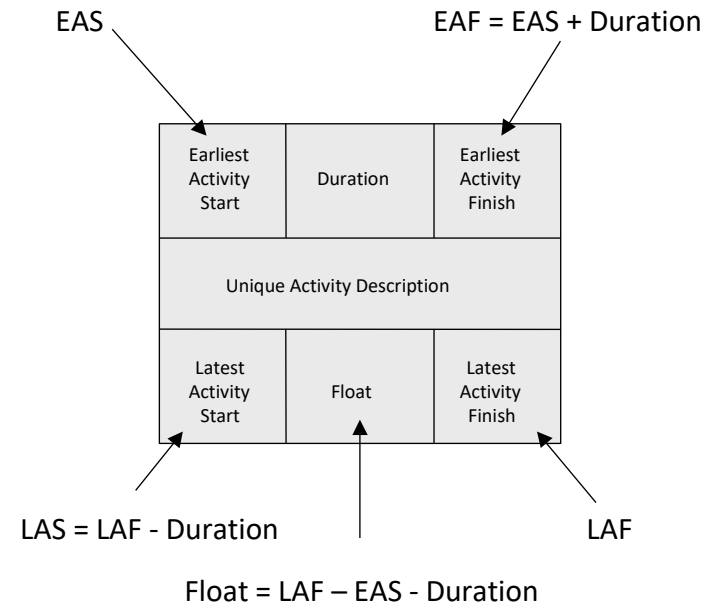 EAS
EAF = EAS + Duration
Earliest
Activity
Start
Duration
Earliest
Activity
Finish
Unique Activity Description
Latest
Activity
Start
Float
Latest
Activity
Finish
LAS = LAF - Duration
LAF
Float = LAF – EAS - Duration